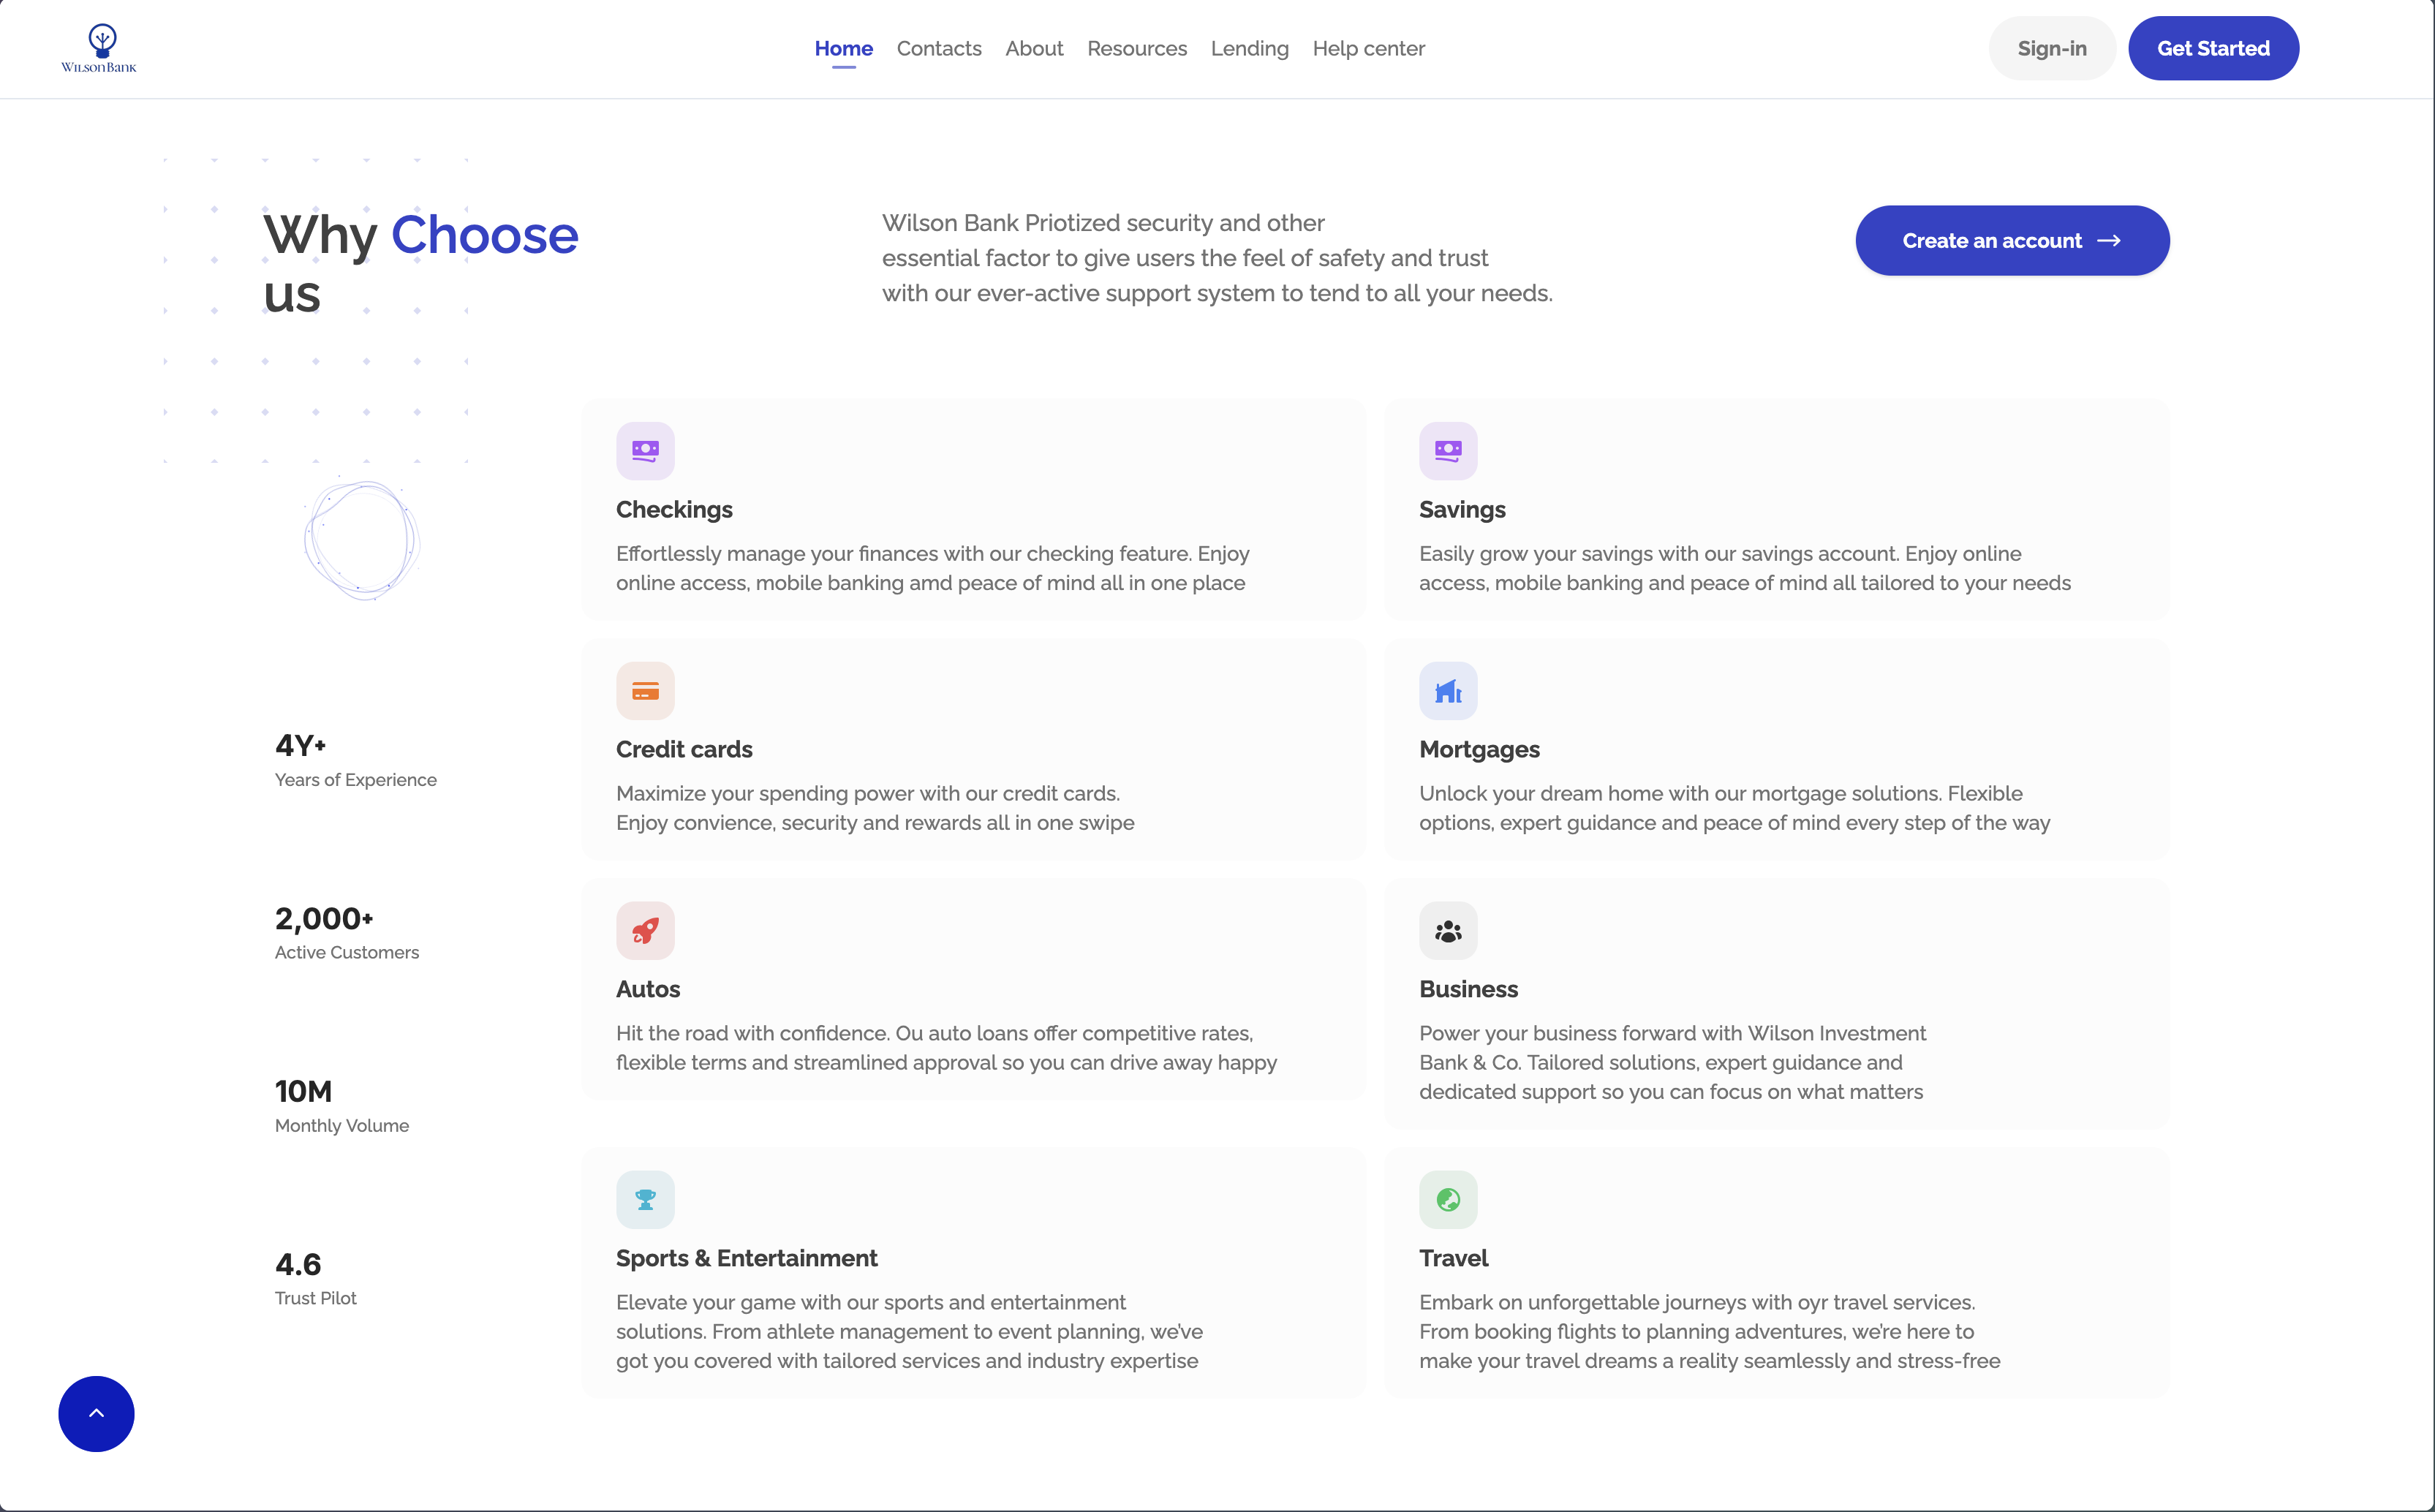 WILSON BANK
Home Contacts About Resources Lending Help center
Sign-in
Get Started
Why Choose
us
Wilson Bank Priotized security and other
essential factor to give users the feel of safety and trust
with our ever-active support system to tend to all your needs.
Create an account
4Y+
Years of Experience
2,000+
Active Customers
10M
Monthly Volume
4.6
Trust Pilot
Checkings
Effortlessly manage your finances with our checking feature. Enjoy
online access, mobile banking amd peace of mind all in one place
Savings
Easily grow your savings with our savings account. Enjoy online
access, mobile banking and peace of mind all tailored to your needs
Credit cards
Maximize your spending power with our credit cards.
Enjoy convience, security and rewards all in one swipe
Mortgages
Unlock your dream home with our mortgage solutions. Flexible
options, expert guidance and peace of mind every step of the way
Autos
Hit the road with confidence. Ou auto loans offer competitive rates,
flexible terms and streamlined approval so you can drive away happy
Business
Power your business forward with Wilson Investment
Bank & Co. Tailored solutions, expert guidance and
dedicated support so you can focus on what matters
Sports & Entertainment
Elevate your game with our sports and entertainment
solutions. From athlete management to event planning, we've
got you covered with tailored services and industry expertise
Travel
Embark on unforgettable journeys with oyr travel services.
From booking flights to planning adventures, we're here to
make your travel dreams a reality seamlessly and stress-free